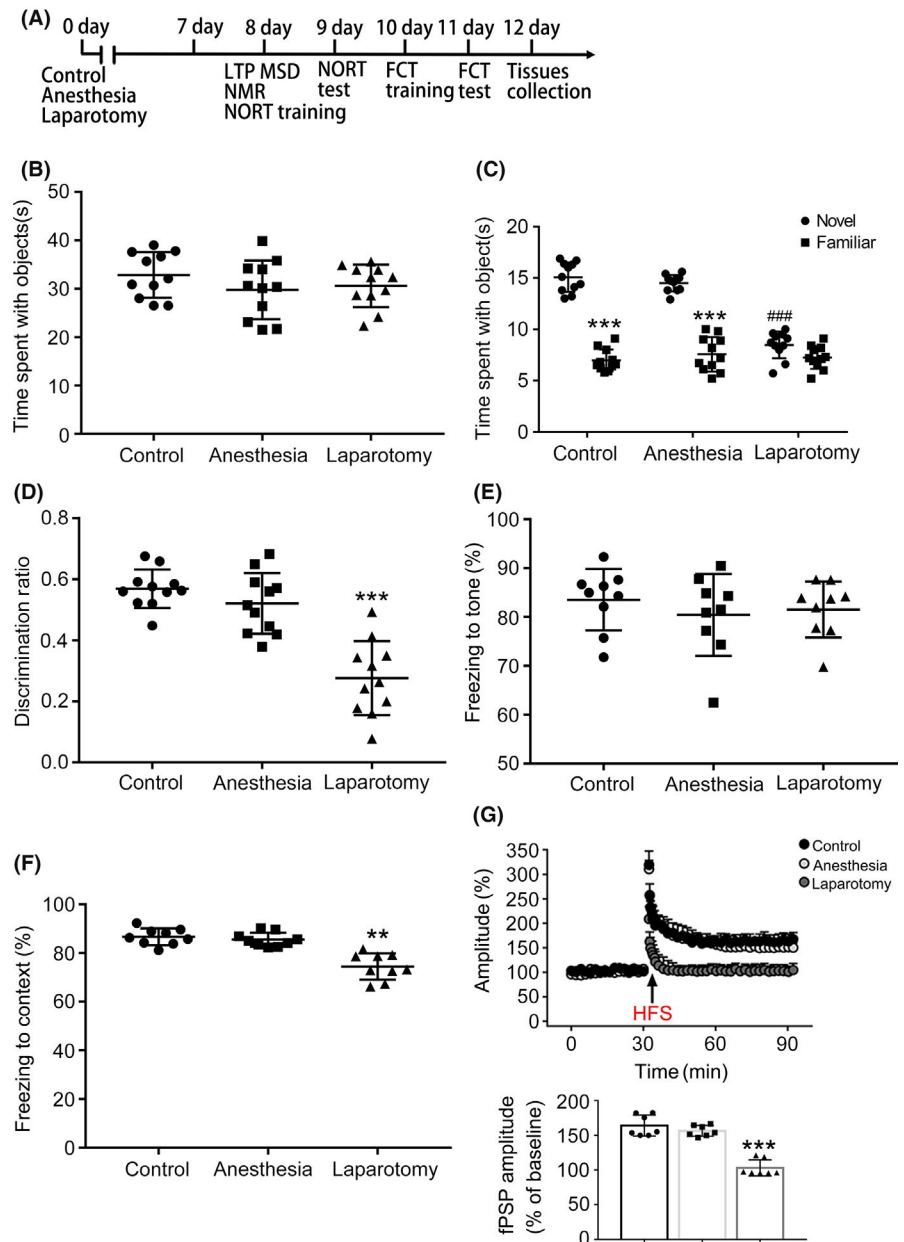 (A)
0 day 7 day 8 day 9 day 10 day 11 day 12 day
Control
Anesthesia
Laparotomy
LTP MSD
NMR
NORT training
NORT
test
FCT
training
FCT
test
Tissues
collection
(B)
Time spent with objects(s)
50
40
30
20
10
0
Control Anesthesia Laparotomy
(C)
Time spent with object(s)
20
15
10
5
0
Novel
Familiar
***
***
###
Control Anesthesia Laparotomy
(D)
Discrimination ratio
0.8
0.6
0.4
0.2
0.0
***
Control Anesthesia Laparotomy
(E)
Freezing to tone (%)
100
90
80
70
60
50
Control Anesthesia Laparotomy
(F)
Freezing to context (%)
100
80
60
40
20
0
**
Control Anesthesia Laparotomy
(G)
Amplitude (%)
350
300
250
200
150
100
50
0
Control
Anesthesia
Laparotomy
HFS
0 30 60 90
Time (min)
fPSP amplitude
(% of baseline)
200
150
100
50
0
***